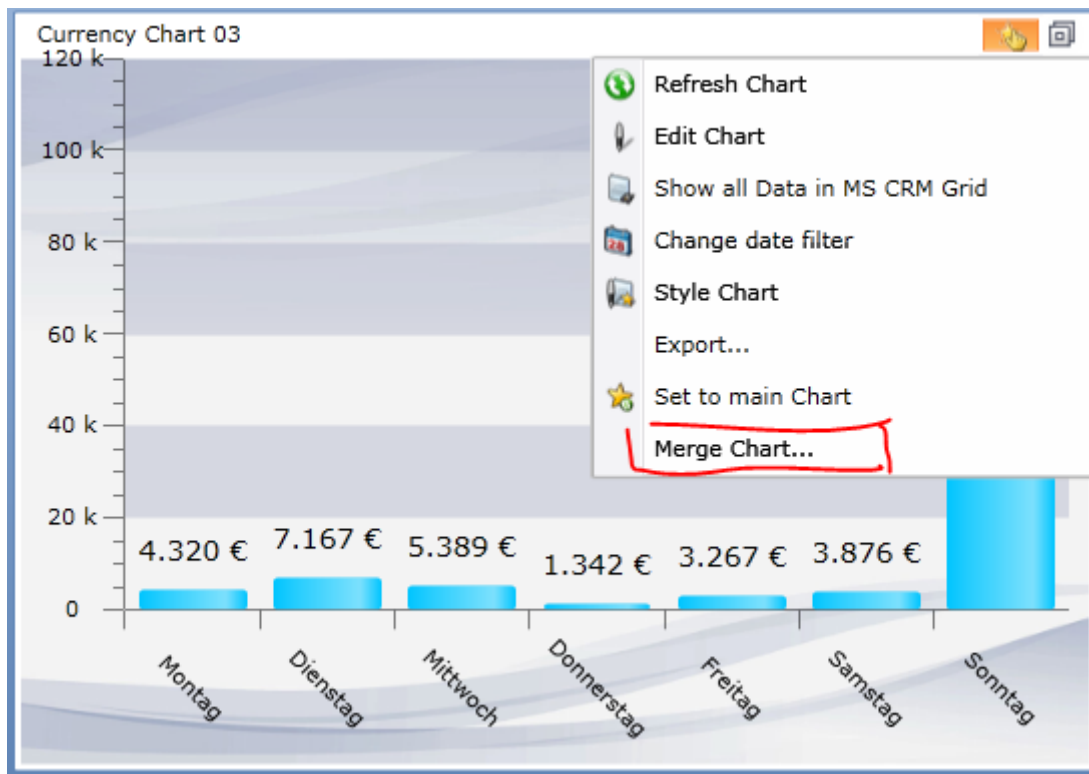 Currency Chart 03
120 k
100 k
80 k
60 k
40 k
20 k
0
Refresh Chart
Edit Chart
Show all Data in MS CRM Grid
28
Change date filter
Style Chart
Export...
Set to main Chart
Merge Chart...
4.320 € 7.167 € 5.389 € 1.342 € 3.267 € 3.876 €
Montag Dienstag Mittwoch Donnerstag Freitag Samstag Sonntag